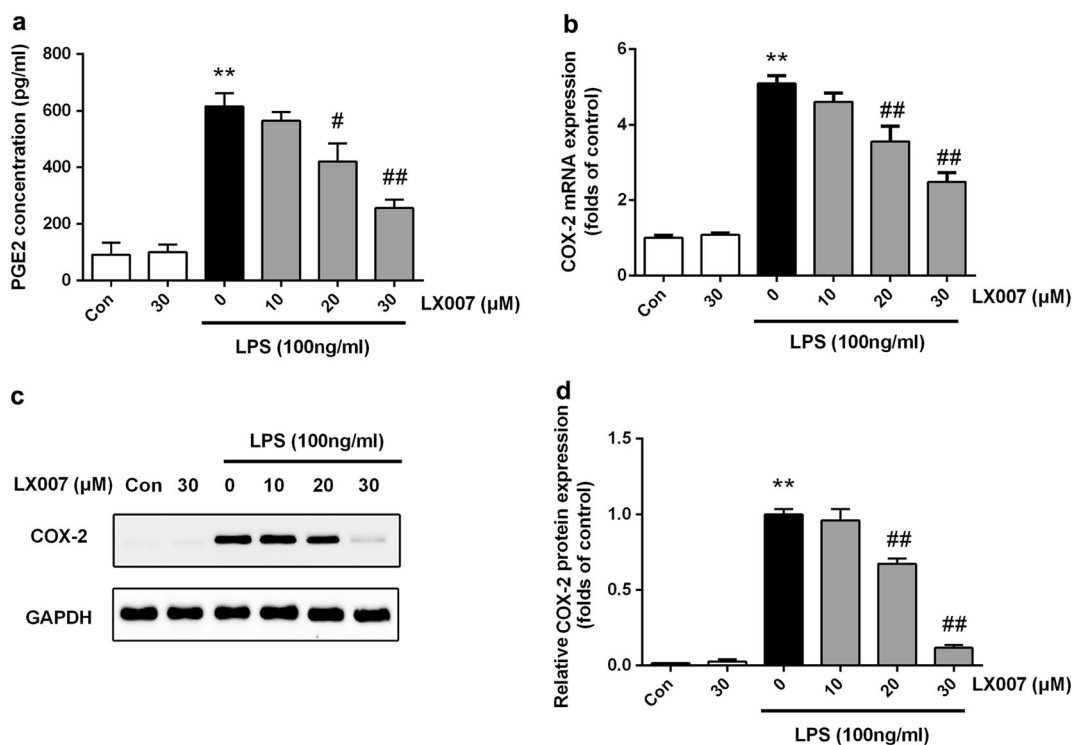 a
PGE2 concentration (pg/ml)
800
600
400
200
0
**
#
##
Con 30 0 10 20 30 LX007 (μM)
LPS (100ng/ml)
b
COX-2 mRNA expression
(folds of control)
6
4
2
0
**
##
##
Con 30 0 10 20 30 LX007 (μM)
LPS (100ng/ml)
c
LPS (100ng/ml)
LX007 (μM) Con 30 0 10 20 30
COX-2
GAPDH
d
Relative COX-2 protein expression
(folds of control)
1.5
1.0
0.5
0.0
**
##
##
Con 30 0 10 20 30 LX007 (μM)
LPS (100ng/ml)